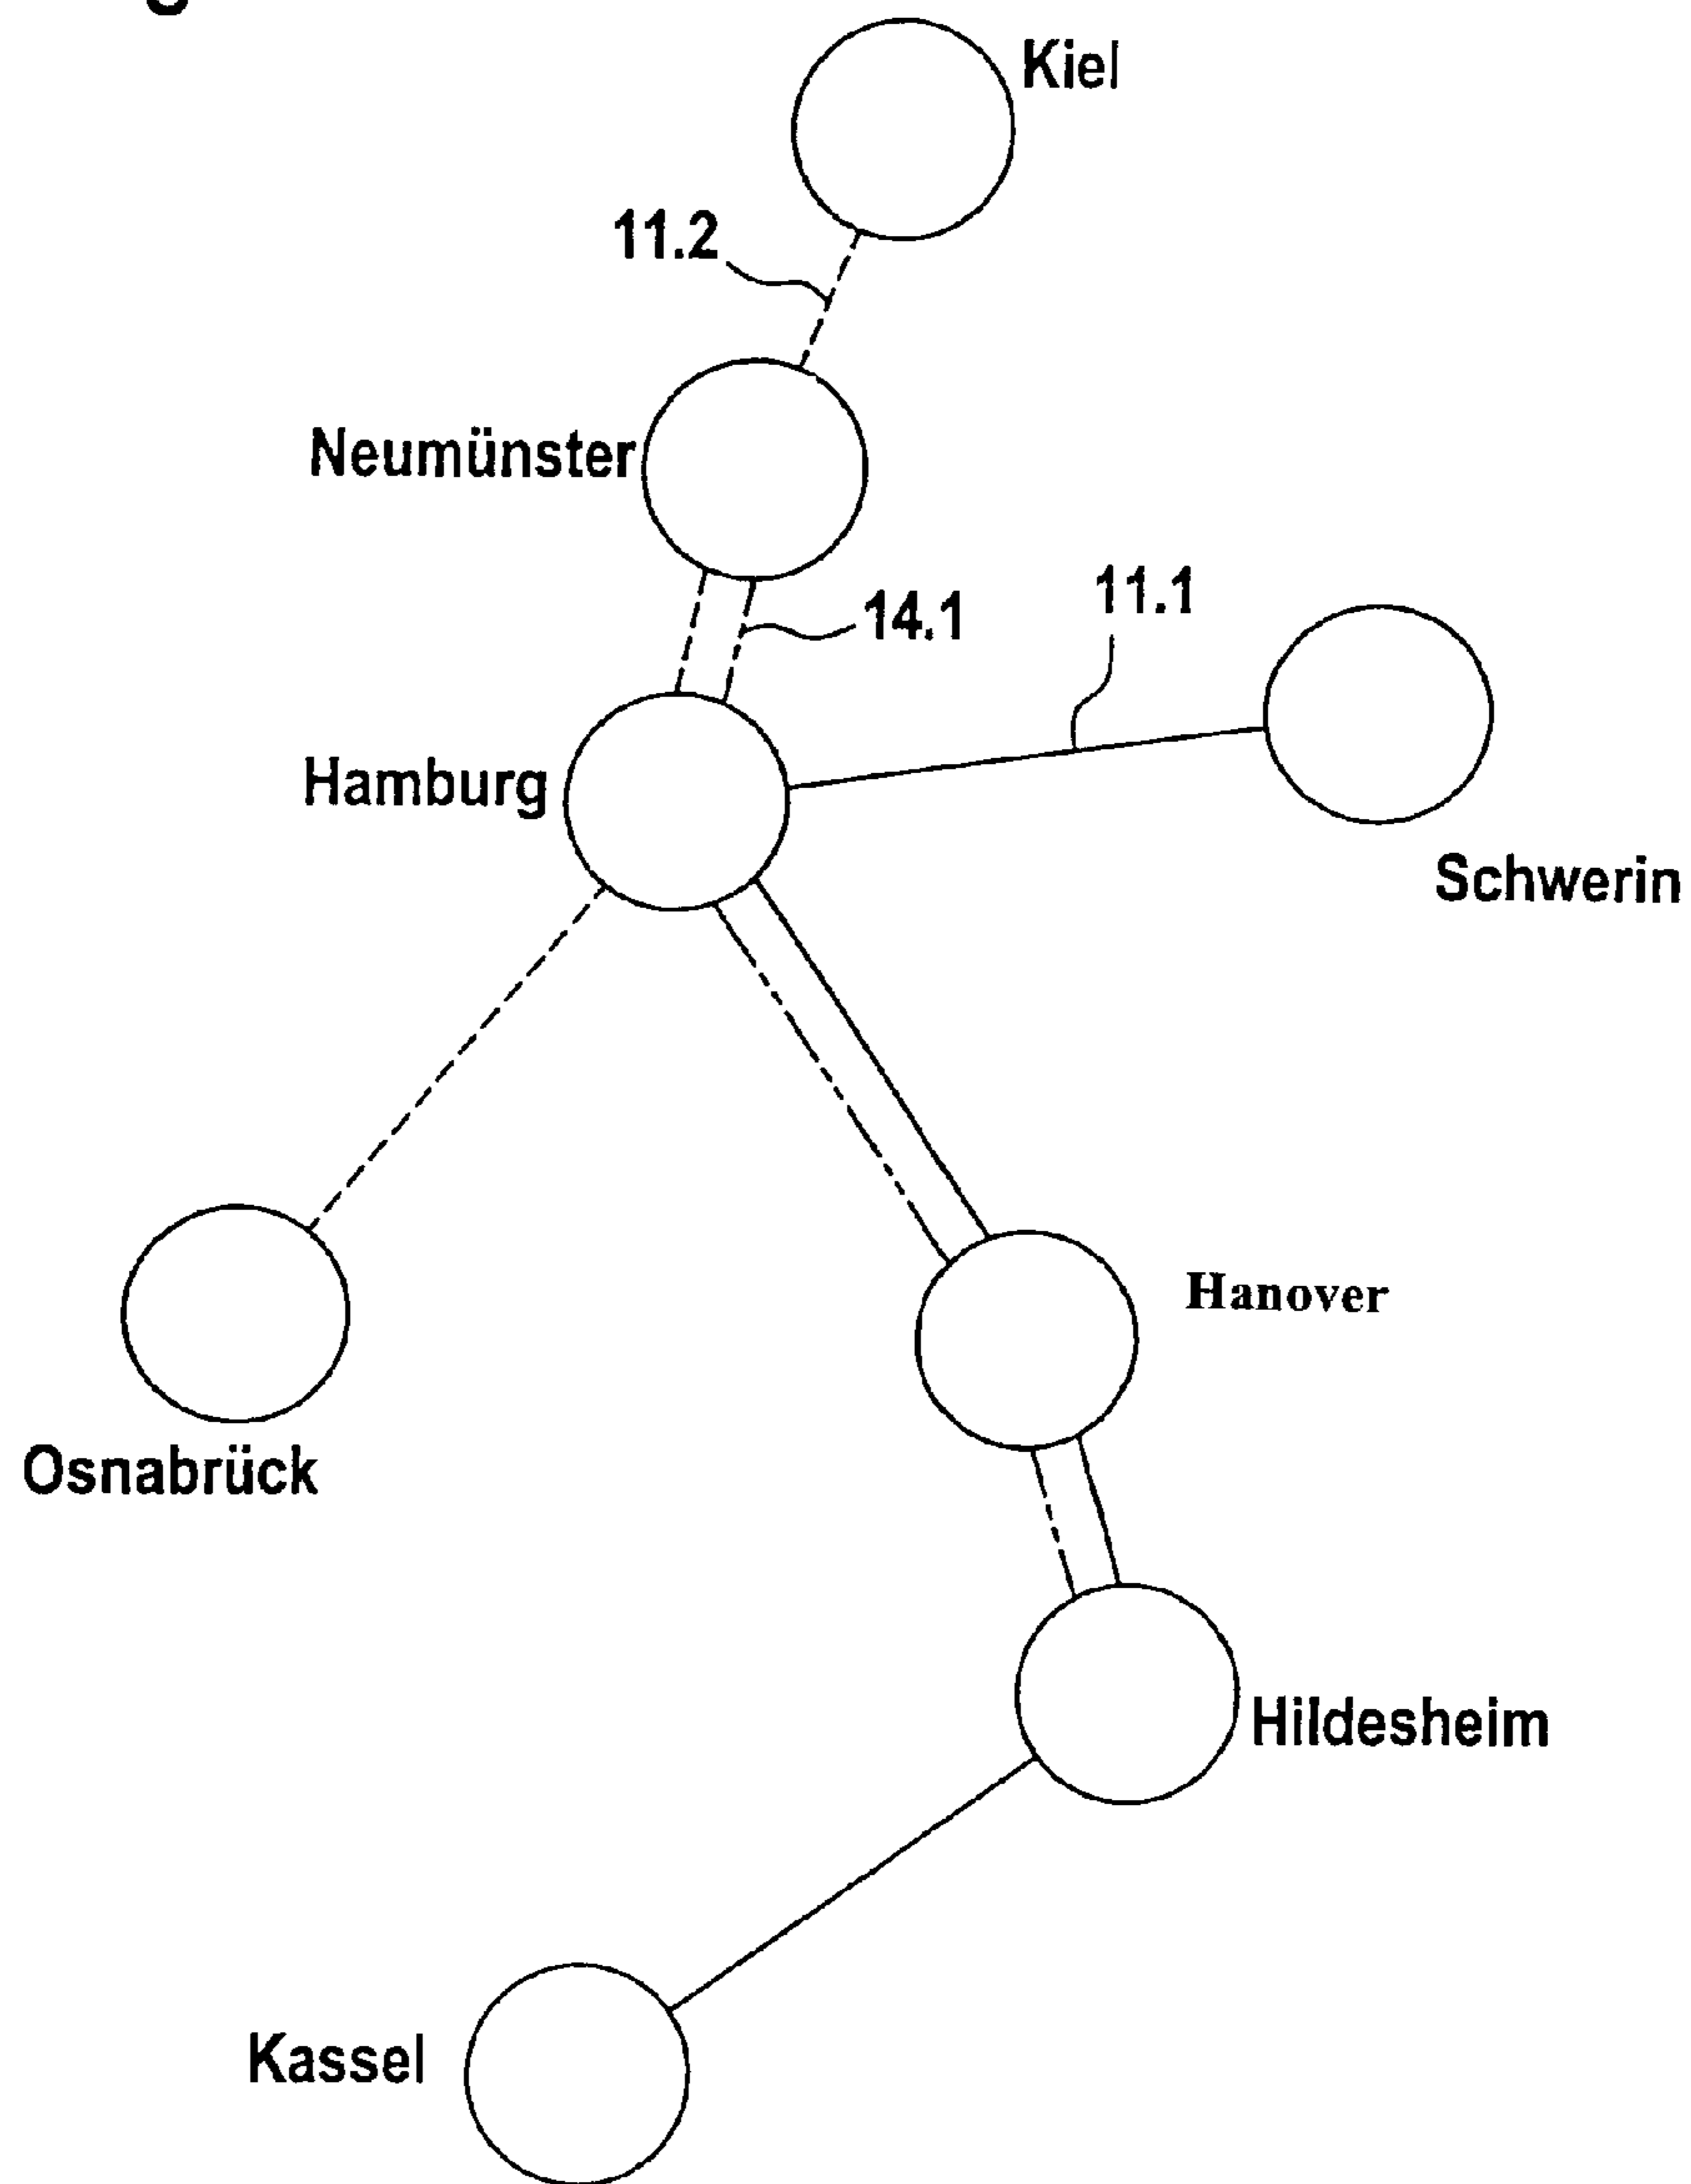 Kiel
11.2
Neumünster
14.1
11.1
Hamburg
Schwerin
Hanover
Osnabrück
Hildesheim
Kassel